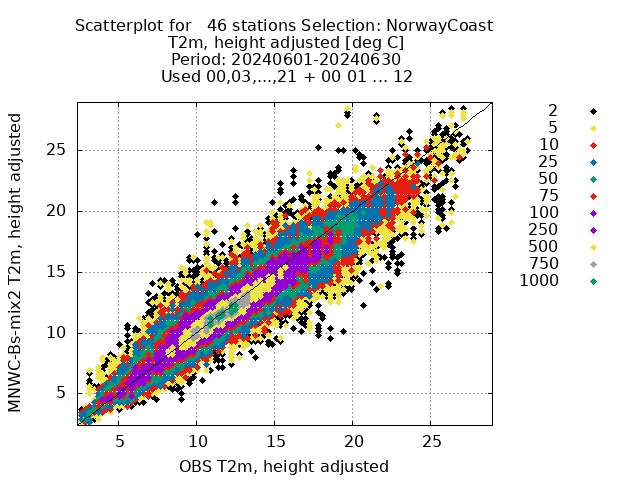 Scatterplot for   46 stations Selection: NorwayCoast
T2m, height adjusted [deg C]
Period: 20240601-20240630
Used 00,03,...,21 + 00 01 ... 12
MNWC-Bs-mix2 T2m, height adjusted
25
20
15
10
5
5 10 15 20 25
OBS T2m, height adjusted
2
5
10
25
50
75
100
250
500
750
1000